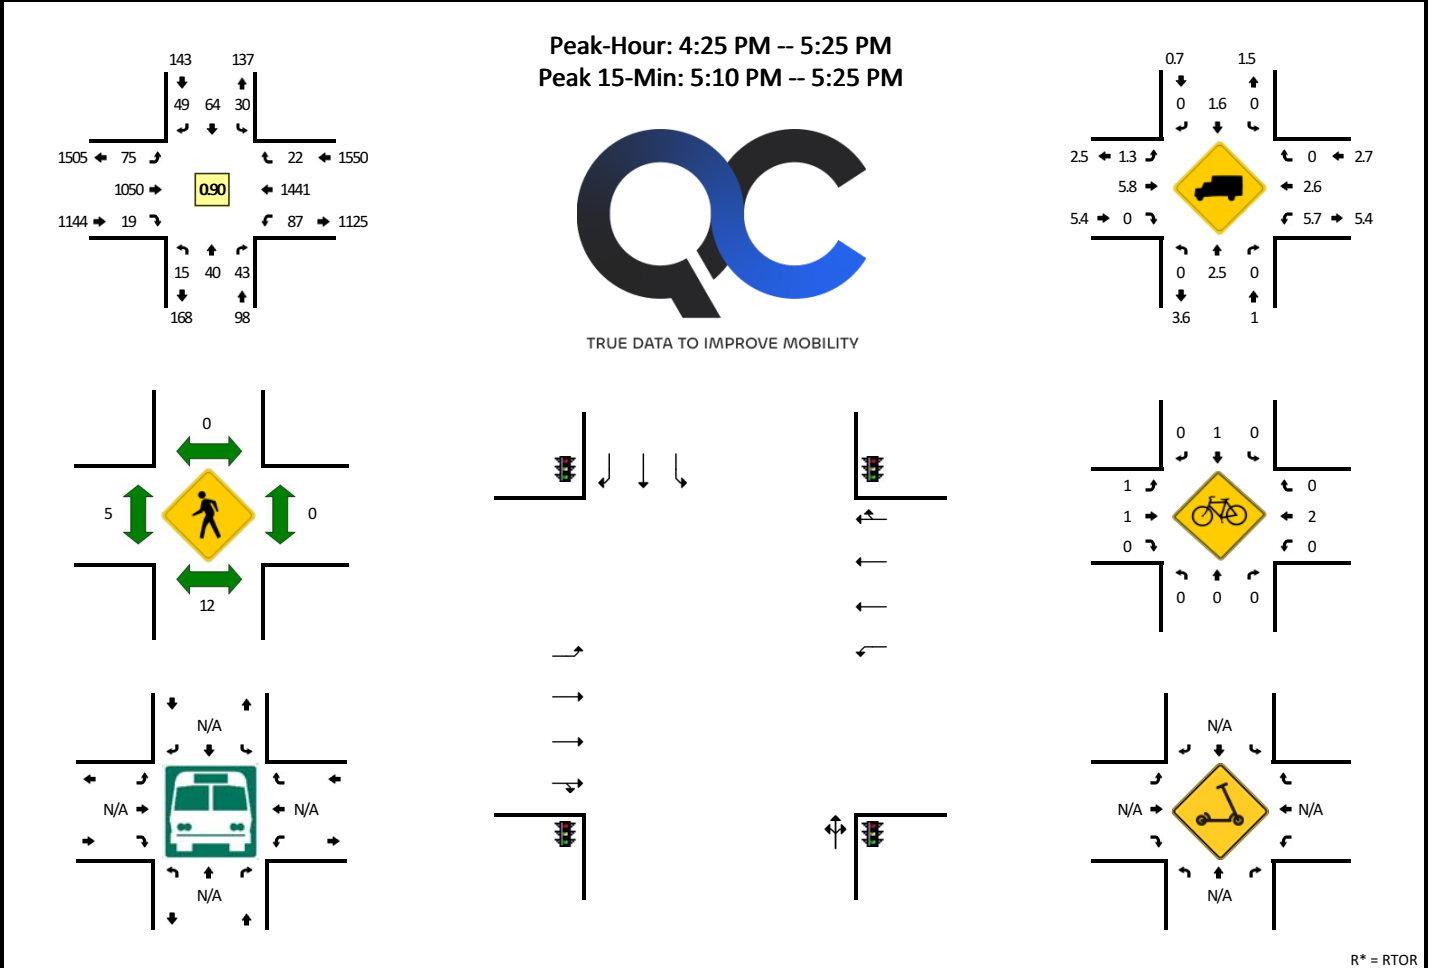 Peak-Hour: 4:25 PM -- 5:25 PM
Peak 15-Min: 5:10 PM -- 5:25 PM
143 137
49 64 30
1505 75 22 1550
1050 0.90 1441
1144 19 87 1125
15 40 43
168 98
QC
TRUE DATA TO IMPROVE MOBILITY
0.7 1.5
0 1.6 0
2.5 1.3 0 2.7
5.8 2.6
5.4 0 5.7 5.4
0 2.5 0
3.6 1
0
5 0
12
0 1 0
1 0
1 2
0 0
0 0 0
N/A
N/A N/A
N/A
N/A
N/A N/A
N/A
R* = RTOR